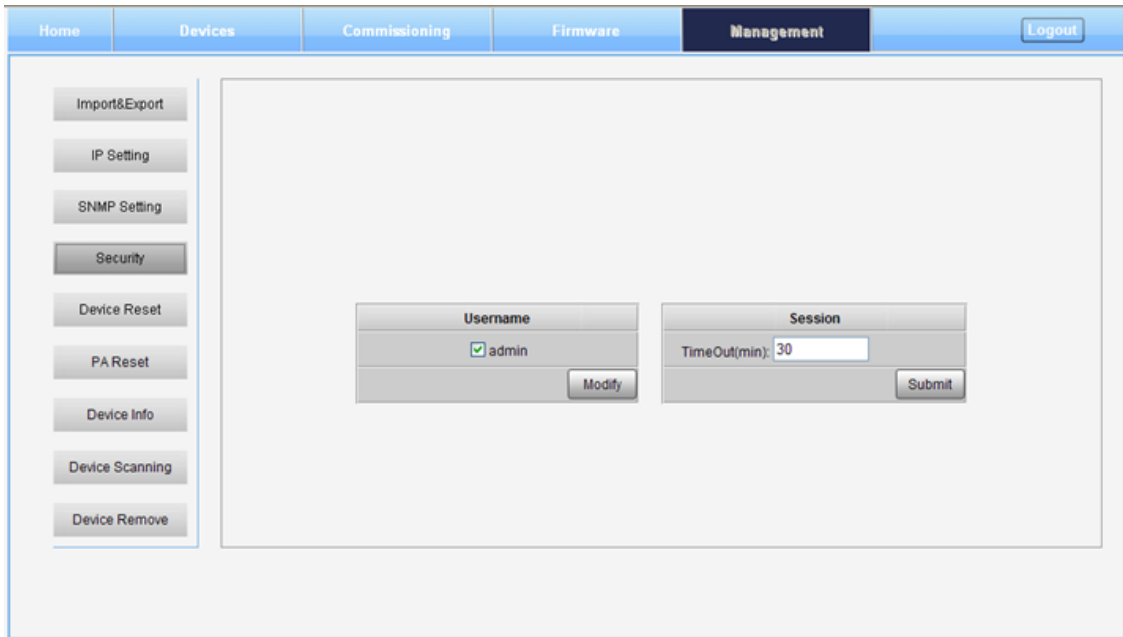 Home Devices Commissioning Firmware Management Logout
Import&Export
IP Setting
SNMP Setting
Security
Device Reset
PA Reset
Device Info
Device Scanning
Device Remove
Username
admin
Modify
Session
TimeOut(min): 30
Submit